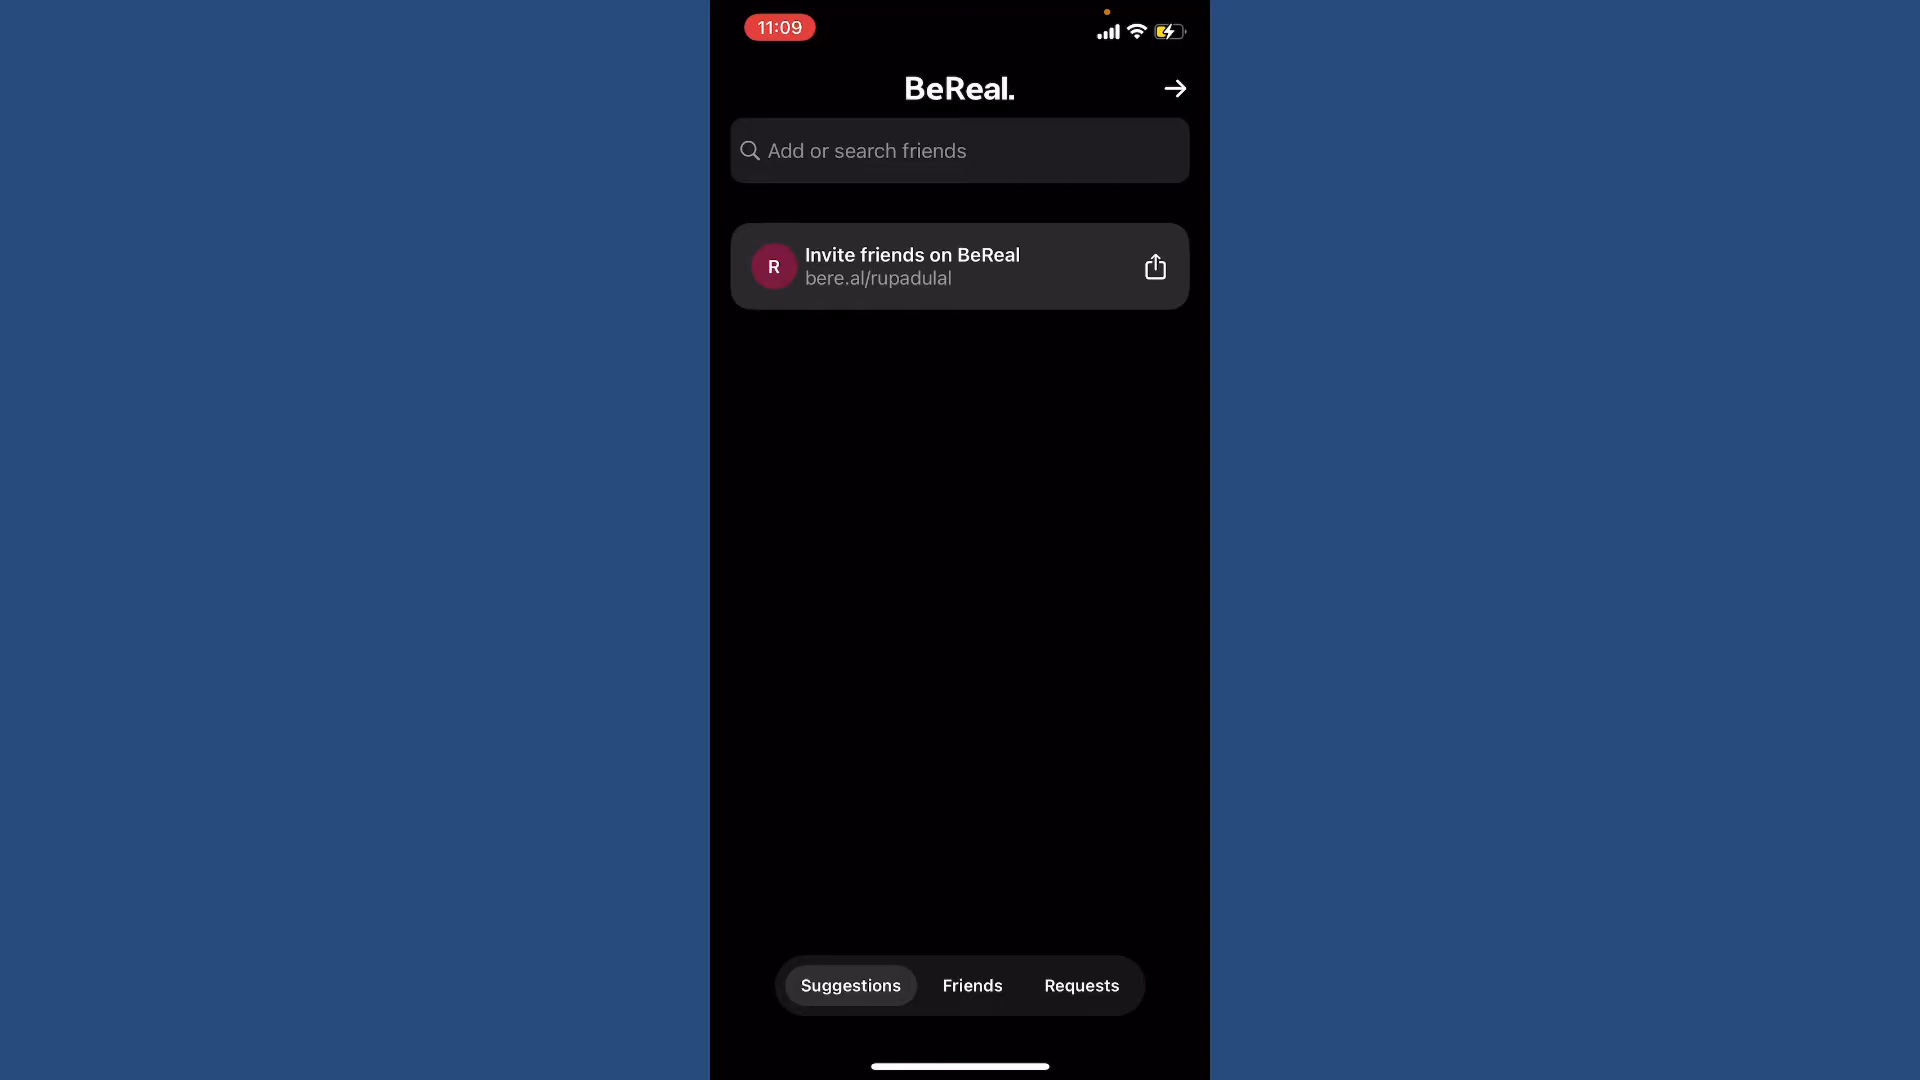 11:09
BeReal.
Add or search friends
R
Invite friends on BeReal
bere.al/rupadulal
Suggestions Friends Requests